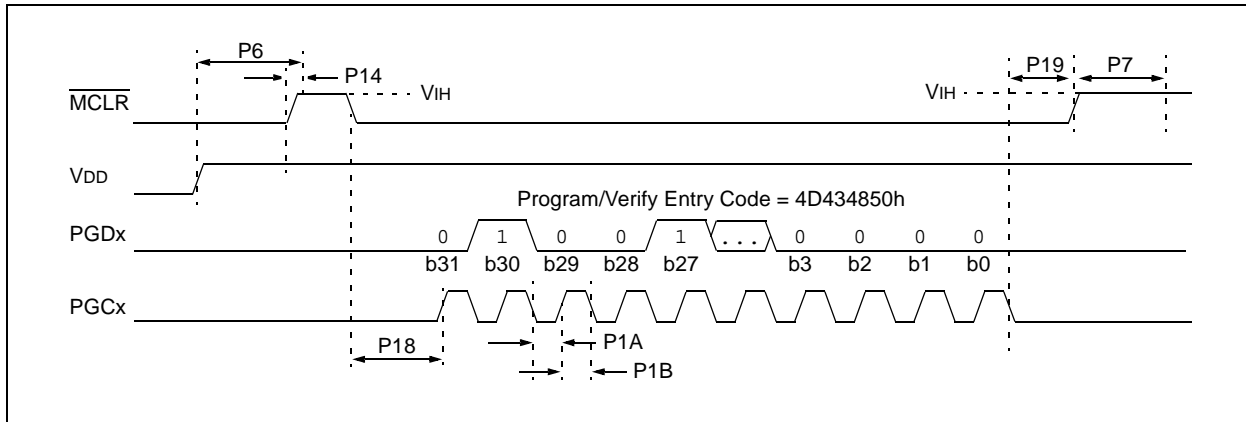 P6
P19 P7
P14
MCLR
VIH
VIH
VDD
Program/Verify Entry Code = 4D434850h
PGDx
0 1 0 0 1 ... 0 0 0 0
b31 b30 b29 b28 b27 b3 b2 b1 b0
PGCx
P18
P1A
P1B